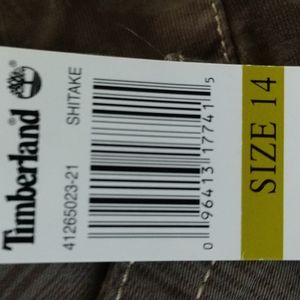 Timberland
41265023-21 SHITAKE
0 96413 17741 5
SIZE 14